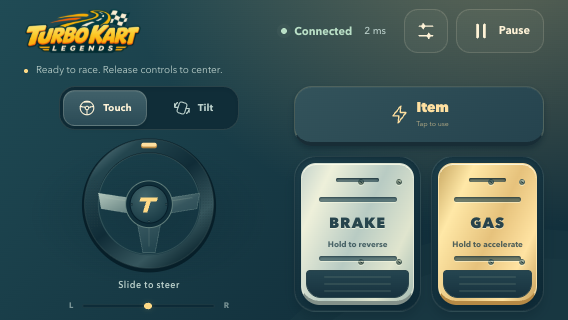 TURBO KART
LEGENDS
Connected 2 ms
Pause
Ready to race. Release controls to center.
Touch
Tilt
Item
Tap to use
T
BRAKE
Hold to reverse
GAS
Hold to accelerate
Slide to steer
L
R